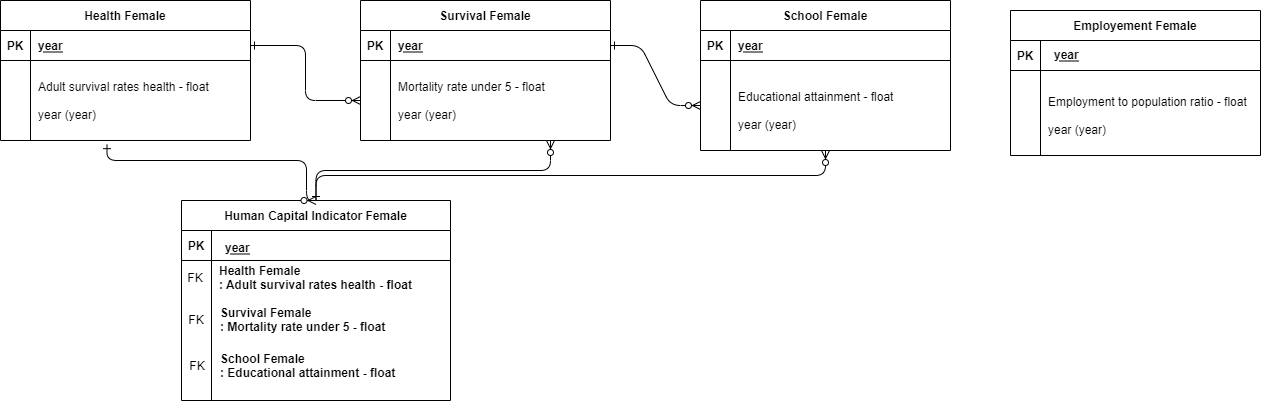 Health Female
PK year
Adult survival rates health - float
year (year)
Survival Female
PK year
Mortality rate under 5 - float
year (year)
School Female
PK year
Educational attainment - float
year (year)
Employement Female
PK year
Employment to population ratio - float
year (year)
Human Capital Indicator Female
PK year
FK Health Female
: Adult survival rates health - float
FK Survival Female
: Mortality rate under 5 - float
FK School Female
: Educational attainment - float